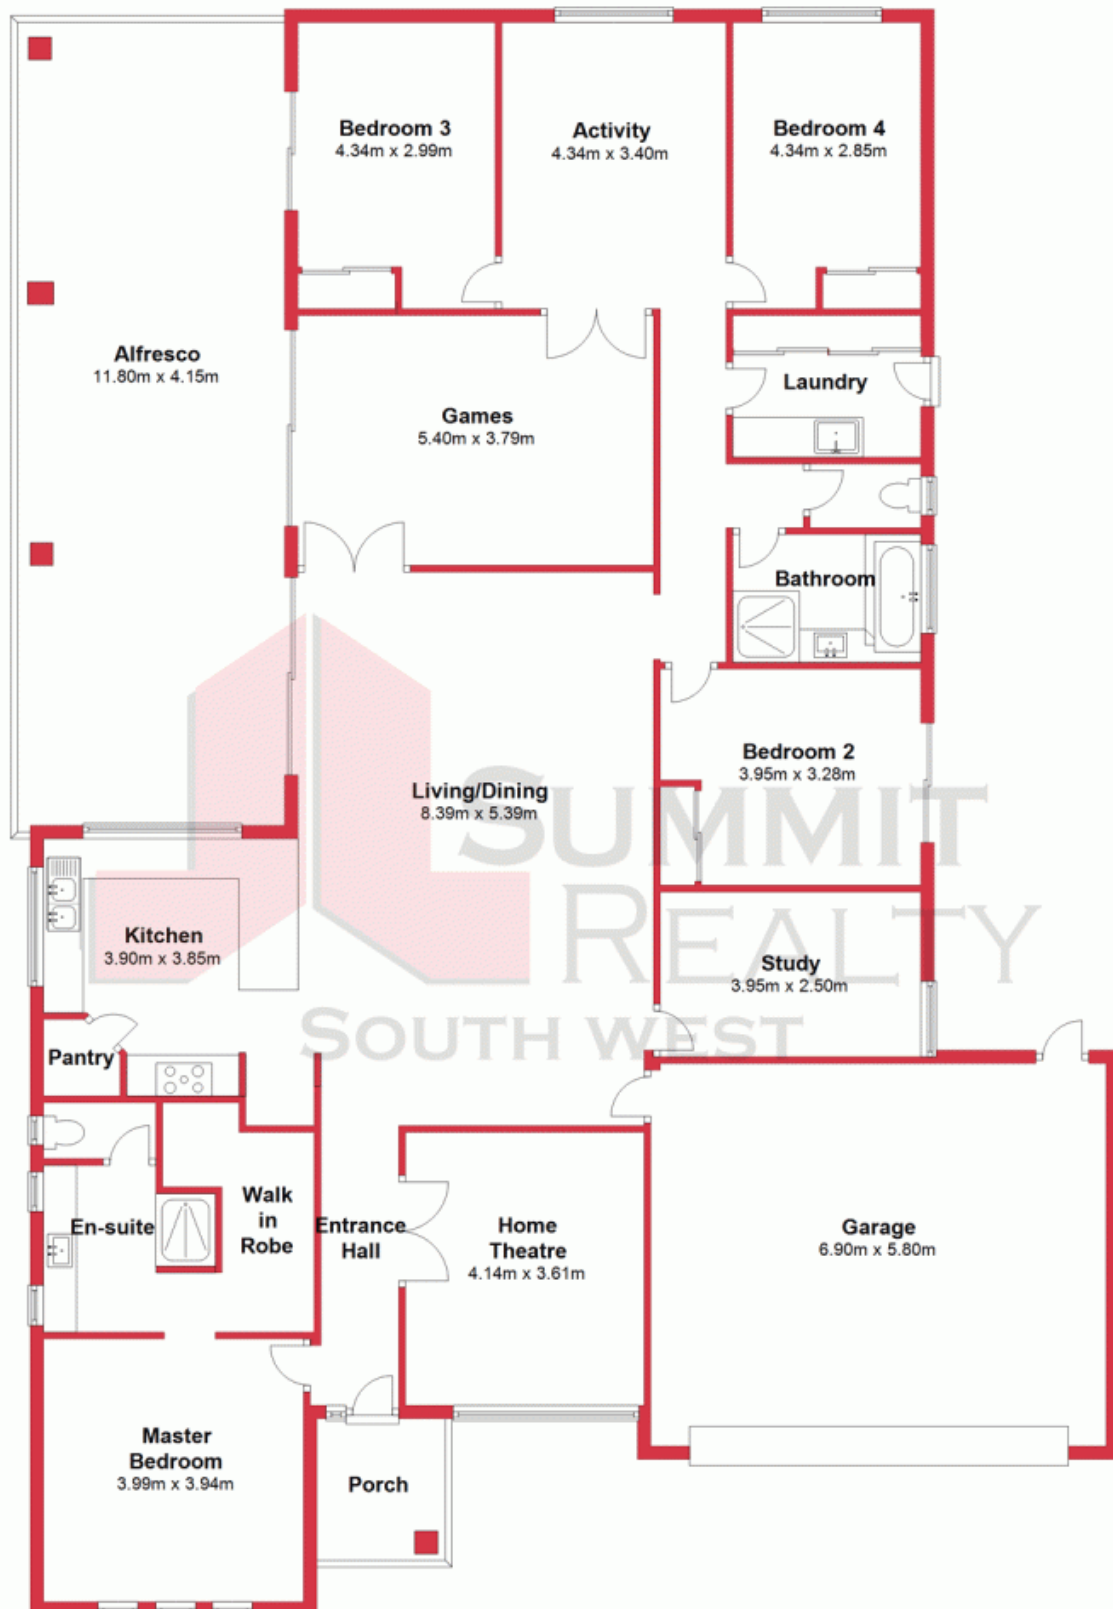 Bedroom 3
4.34m x 2.99m
Activity
4.34m x 3.40m
Bedroom 4
4.34m x 2.85m
Alfresco
11.80m x 4.15m
Games
5.40m x 3.79m
Laundry
Bathroom
Bedroom 2
3.95m x 3.28m
Living/Dining
8.39m x 5.39m
SUMMIT
REALTY
SOUTH WEST
Kitchen
3.90m x 3.85m
Study
3.95m x 2.50m
Pantry
En-suite
Walk
in
Robe
Entrance
Hall
Home
Theatre
4.14m x 3.61m
Garage
6.90m x 5.80m
Master
Bedroom
3.99m x 3.94m
Porch